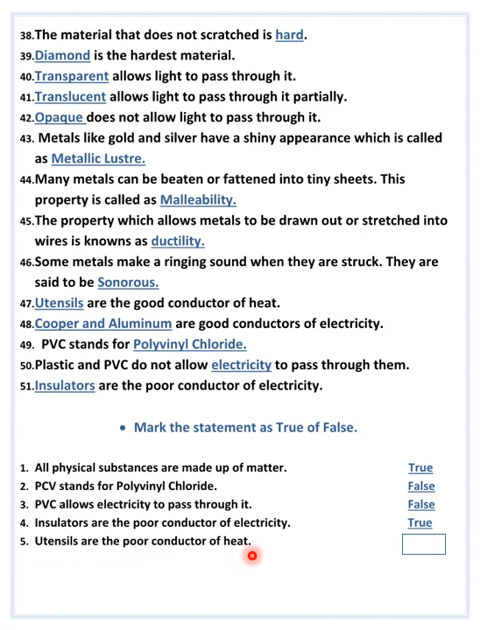 38.The material that does not scratched is hard.
39.Diamond is the hardest material.
40.Transparent allows light to pass through it.
41.Translucent allows light to pass through it partially.
42.Opaque does not allow light to pass through it.
43. Metals like gold and silver have a shiny appearance which is called
as Metallic Lustre.
44.Many metals can be beaten or fattened into tiny sheets. This
property is called as Malleability.
45.The property which allows metals to be drawn out or stretched into
wires is knowns as ductility.
46.Some metals make a ringing sound when they are struck. They are
said to be Sonorous.
47.Utensils are the good conductor of heat.
48.Cooper and Aluminum are good conductors of electricity.
49. PVC stands for Polyvinyl Chloride.
50.Plastic and PVC do not allow electricity to pass through them.
51.Insulators are the poor conductor of electricity.
• Mark the statement as True of False.
1. All physical substances are made up of matter. True
2. PCV stands for Polyvinyl Chloride. False
3. PVC allows electricity to pass through it. False
4. Insulators are the poor conductor of electricity. True
5. Utensils are the poor conductor of heat.